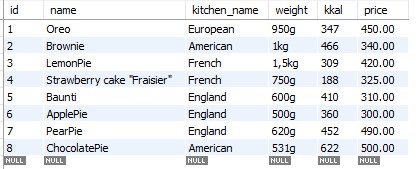 id name kitchen_name weight kkal price
1 Oreo European 950g 347 450.00
2 Brownie American 1kg 466 340.00
3 LemonPie French 1,5kg 309 420.00
4 Strawberry cake "Fraisier" French 750g 188 325.00
5 Baunti England 600g 410 310.00
6 ApplePie England 500g 360 300.00
7 PearPie England 620g 452 490.00
8 ChocolatePie American 531g 622 500.00
NULL NULL NULL NULL NULL NULL